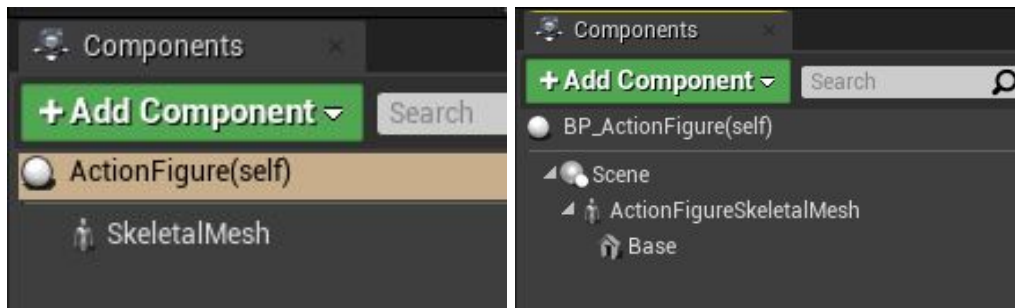 Components
+ Add Component
Search
ActionFigure(self)
SkeletalMesh
Components
+ Add Component
Search
BP_ActionFigure(self)
Scene
ActionFigureSkeletalMesh
Base